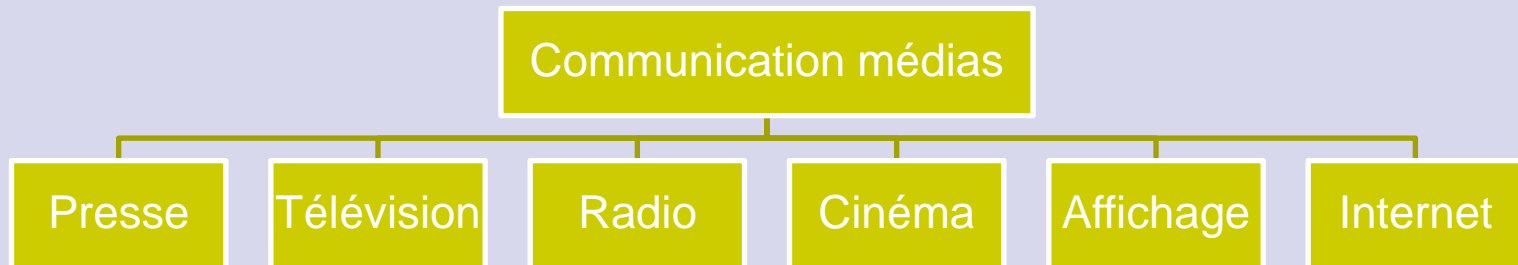 Communication médias
Presse
Télévision
Radio
Cinéma
Affichage
Internet